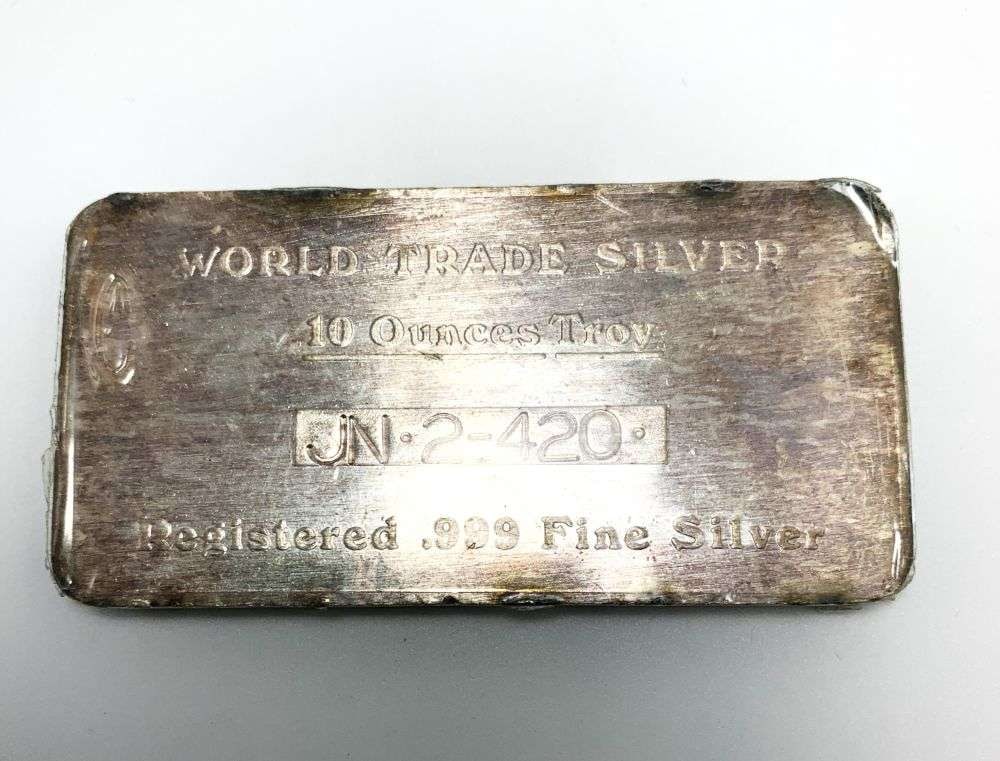 WORLD TRADE SILVER
10 Ounces Troy
JN·2-420·
Registered .999 Fine Silver